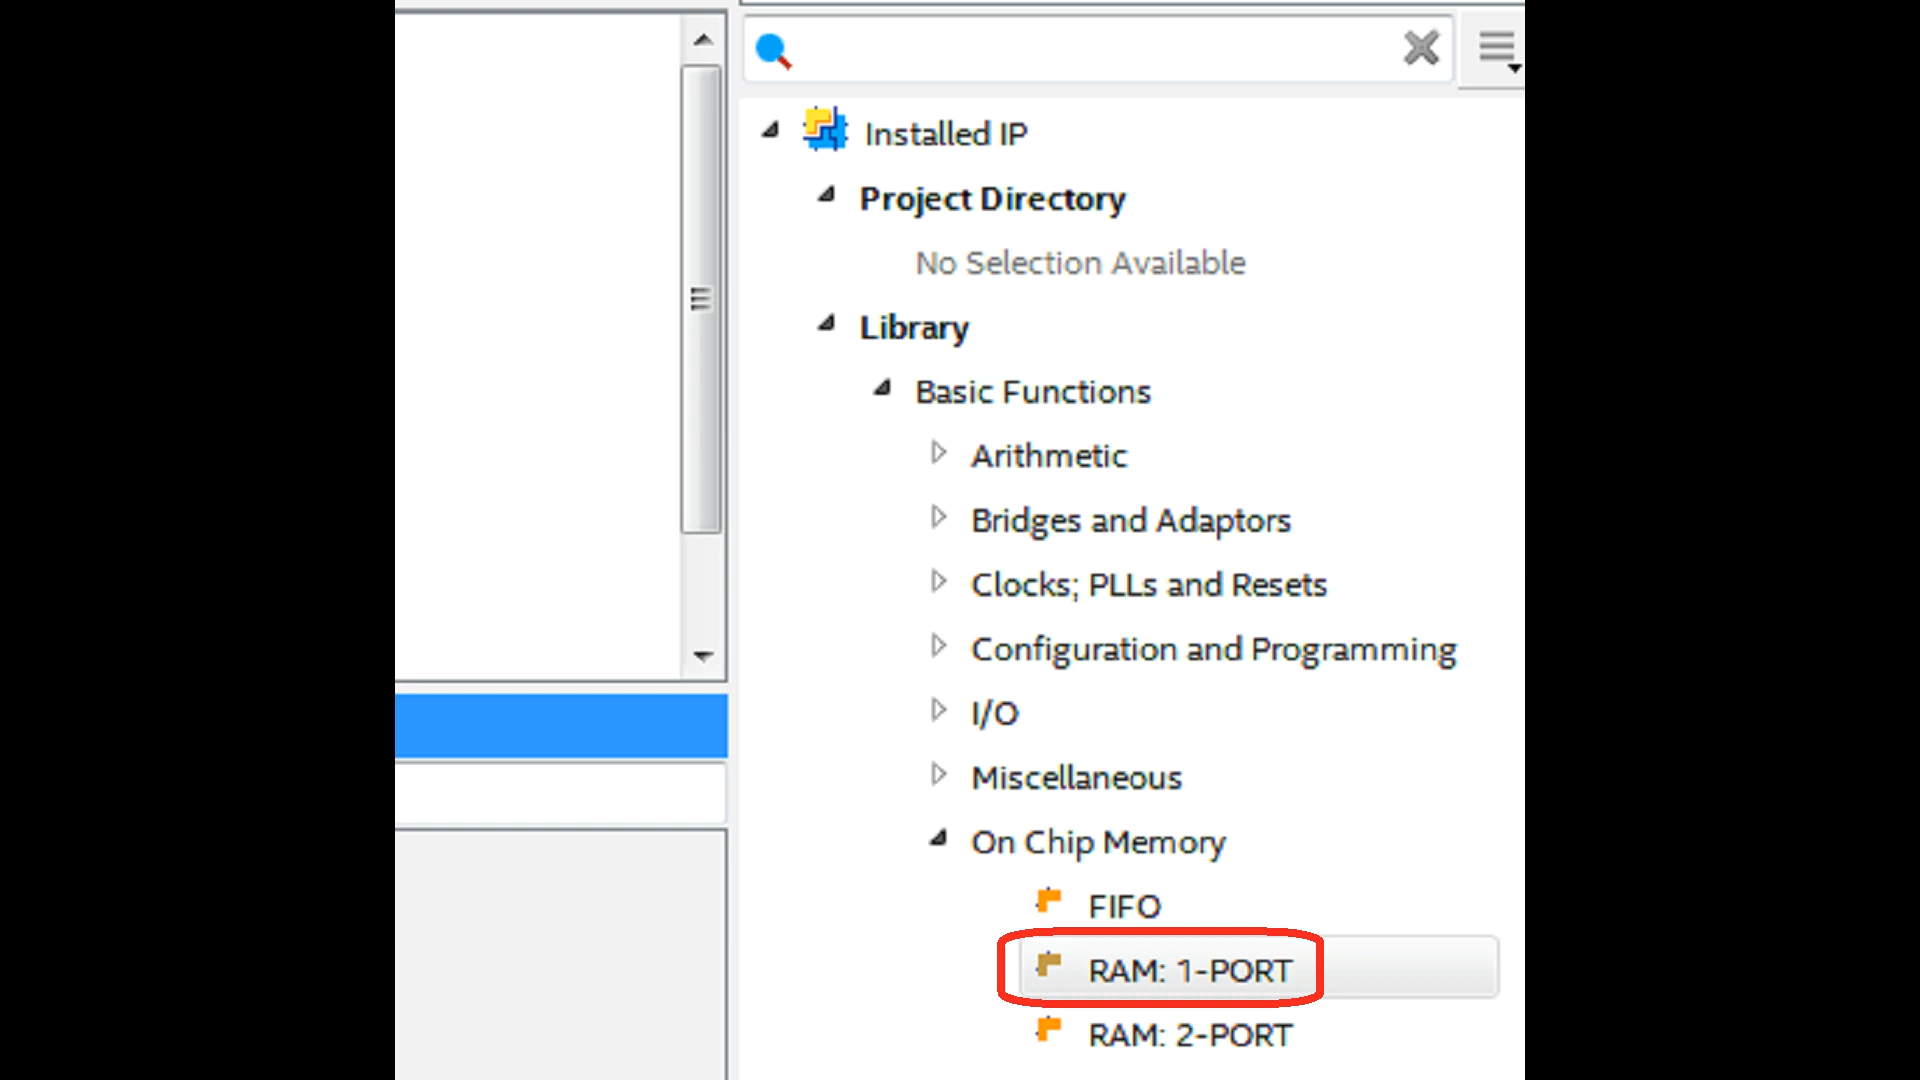 Installed IP
Project Directory
No Selection Available
Library
Basic Functions
Arithmetic
Bridges and Adaptors
Clocks; PLLs and Resets
Configuration and Programming
I/O
Miscellaneous
On Chip Memory
FIFO
RAM: 1-PORT
RAM: 2-PORT